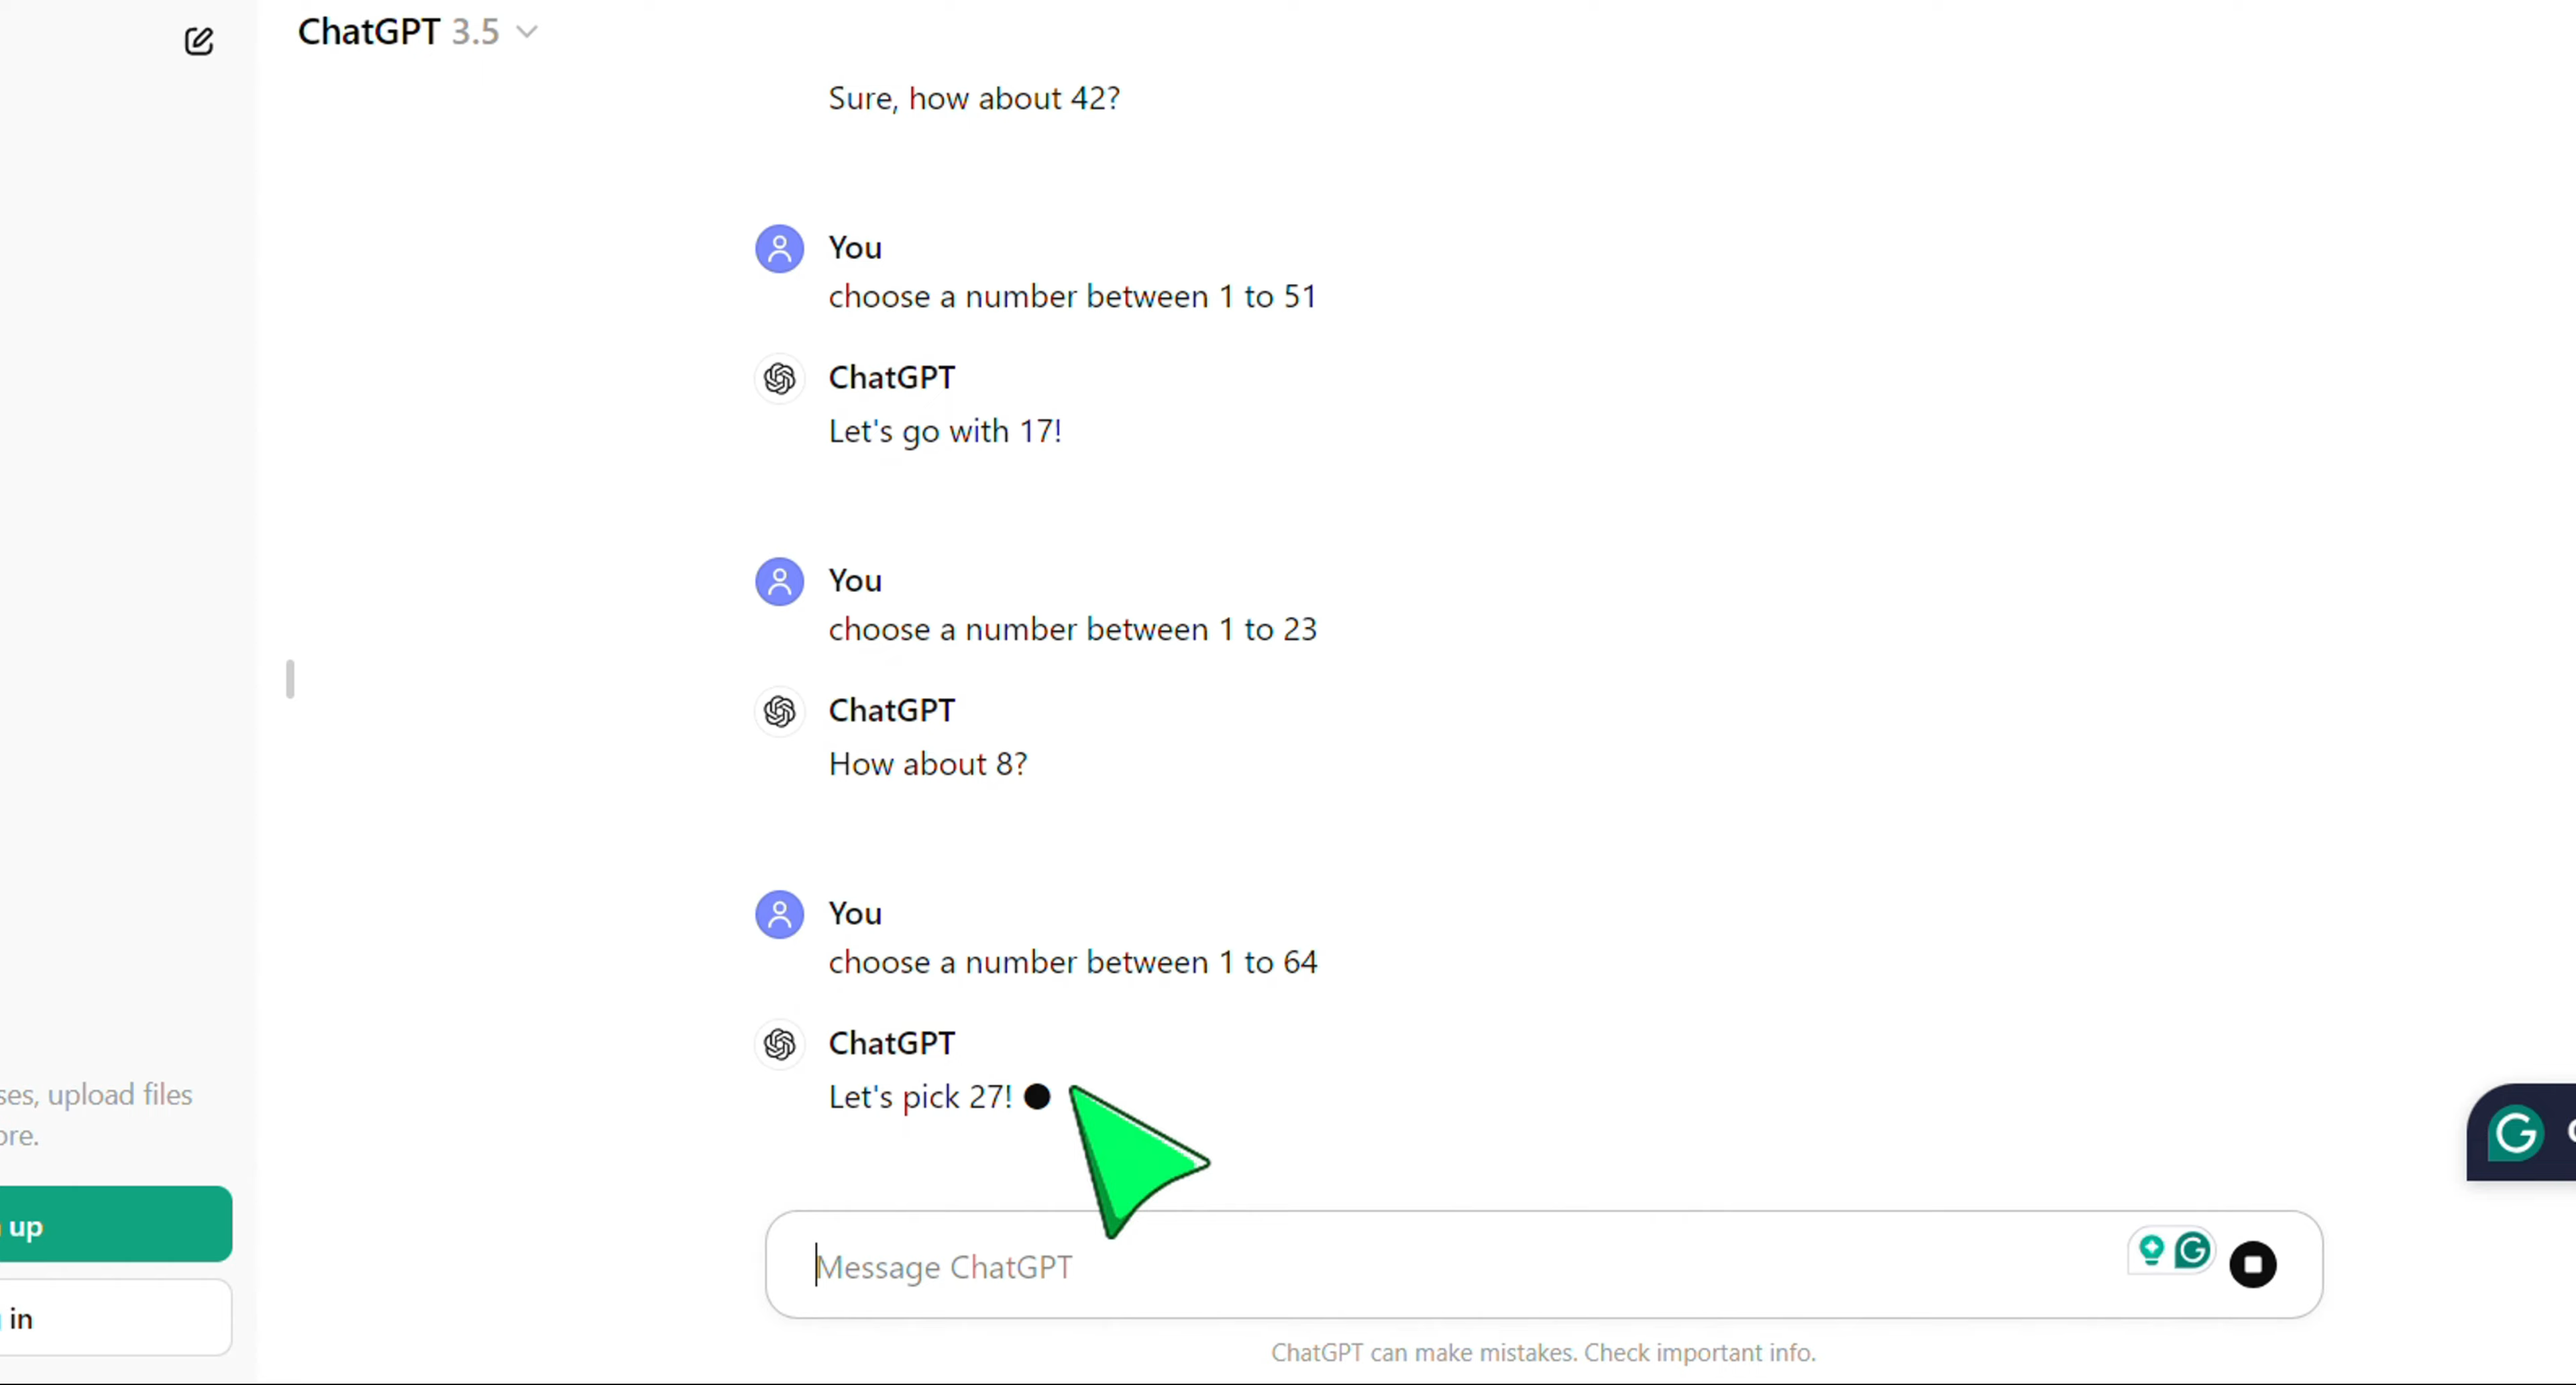 ChatGPT 3.5
Sure, how about 42?
You
choose a number between 1 to 51
ChatGPT
Let's go with 17!
You
choose a number between 1 to 23
ChatGPT
How about 8?
You
choose a number between 1 to 64
ChatGPT
Let's pick 27!
upload files
up
in
Message ChatGPT
ChatGPT can make mistakes. Check important info.